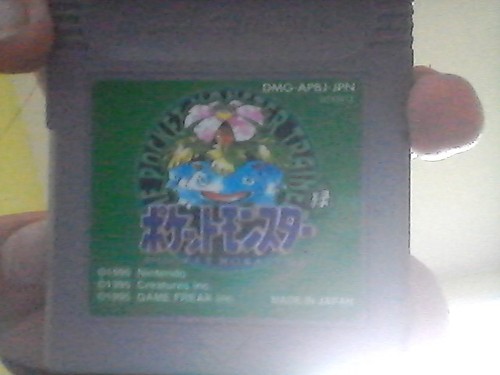 DMG-APBJ-JPN
緑
ポケットモンスター
©1995 Nintendo
©1995 Creatures inc.
©1995 GAME FREAK inc.
MADE IN JAPAN